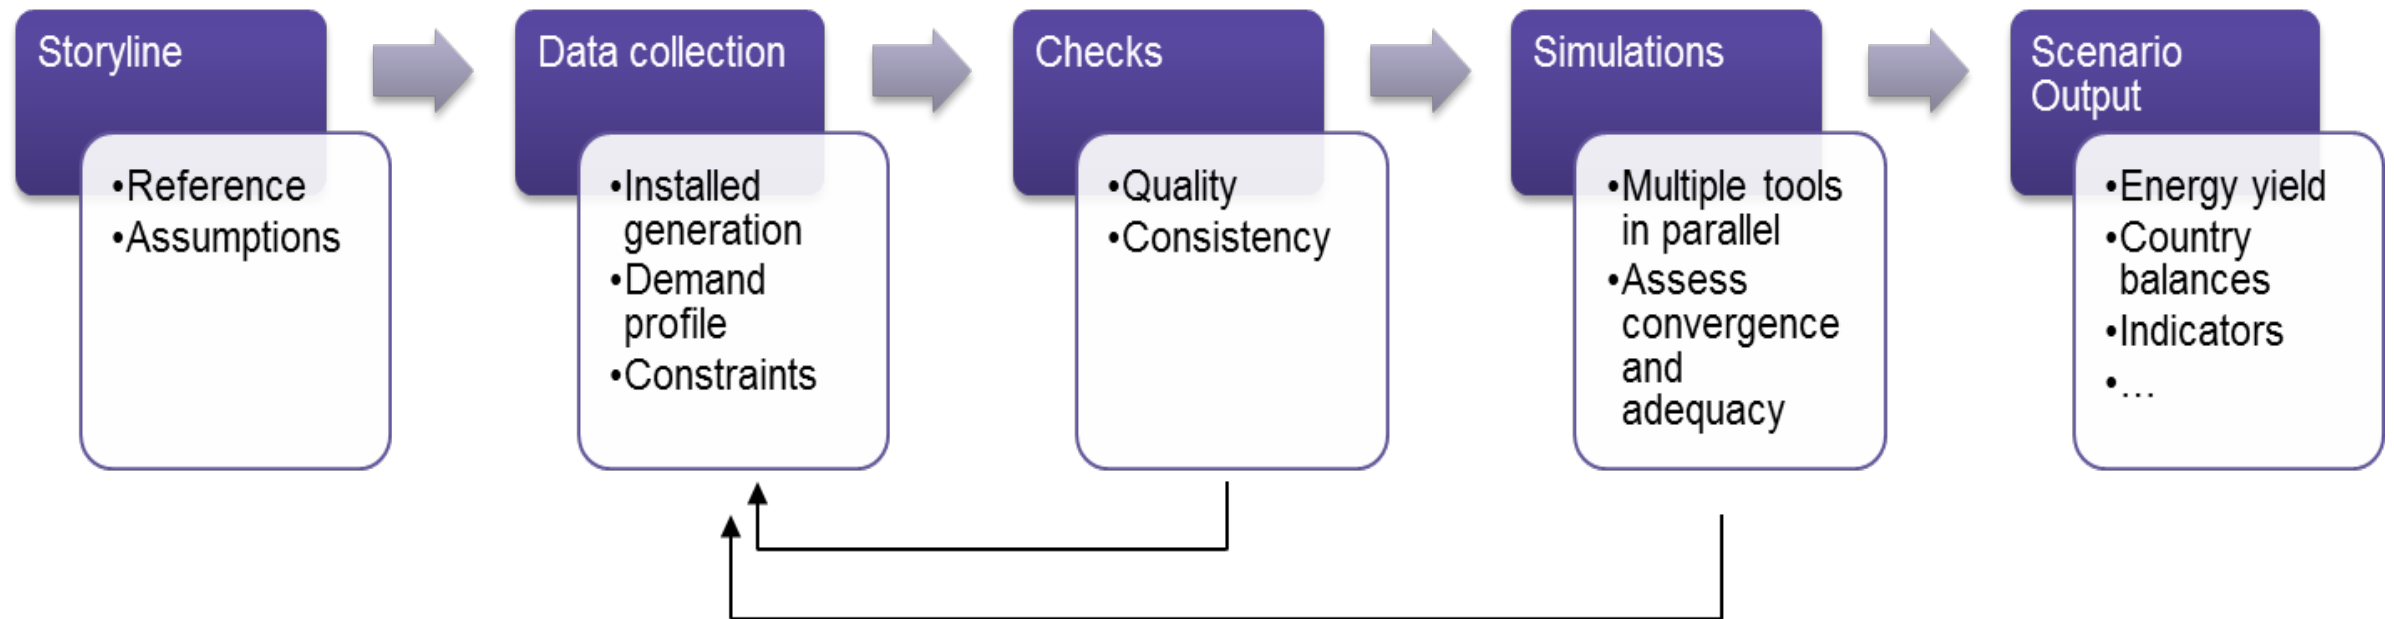 Storyline
•Reference
•Assumptions
Data collection
•Installed
generation
•Demand
profile
•Constraints
Checks
•Quality
•Consistency
Simulations
•Multiple tools
in parallel
•Assess
convergence
and
adequacy
Scenario
Output
•Energy yield
•Country
balances
•Indicators
•...